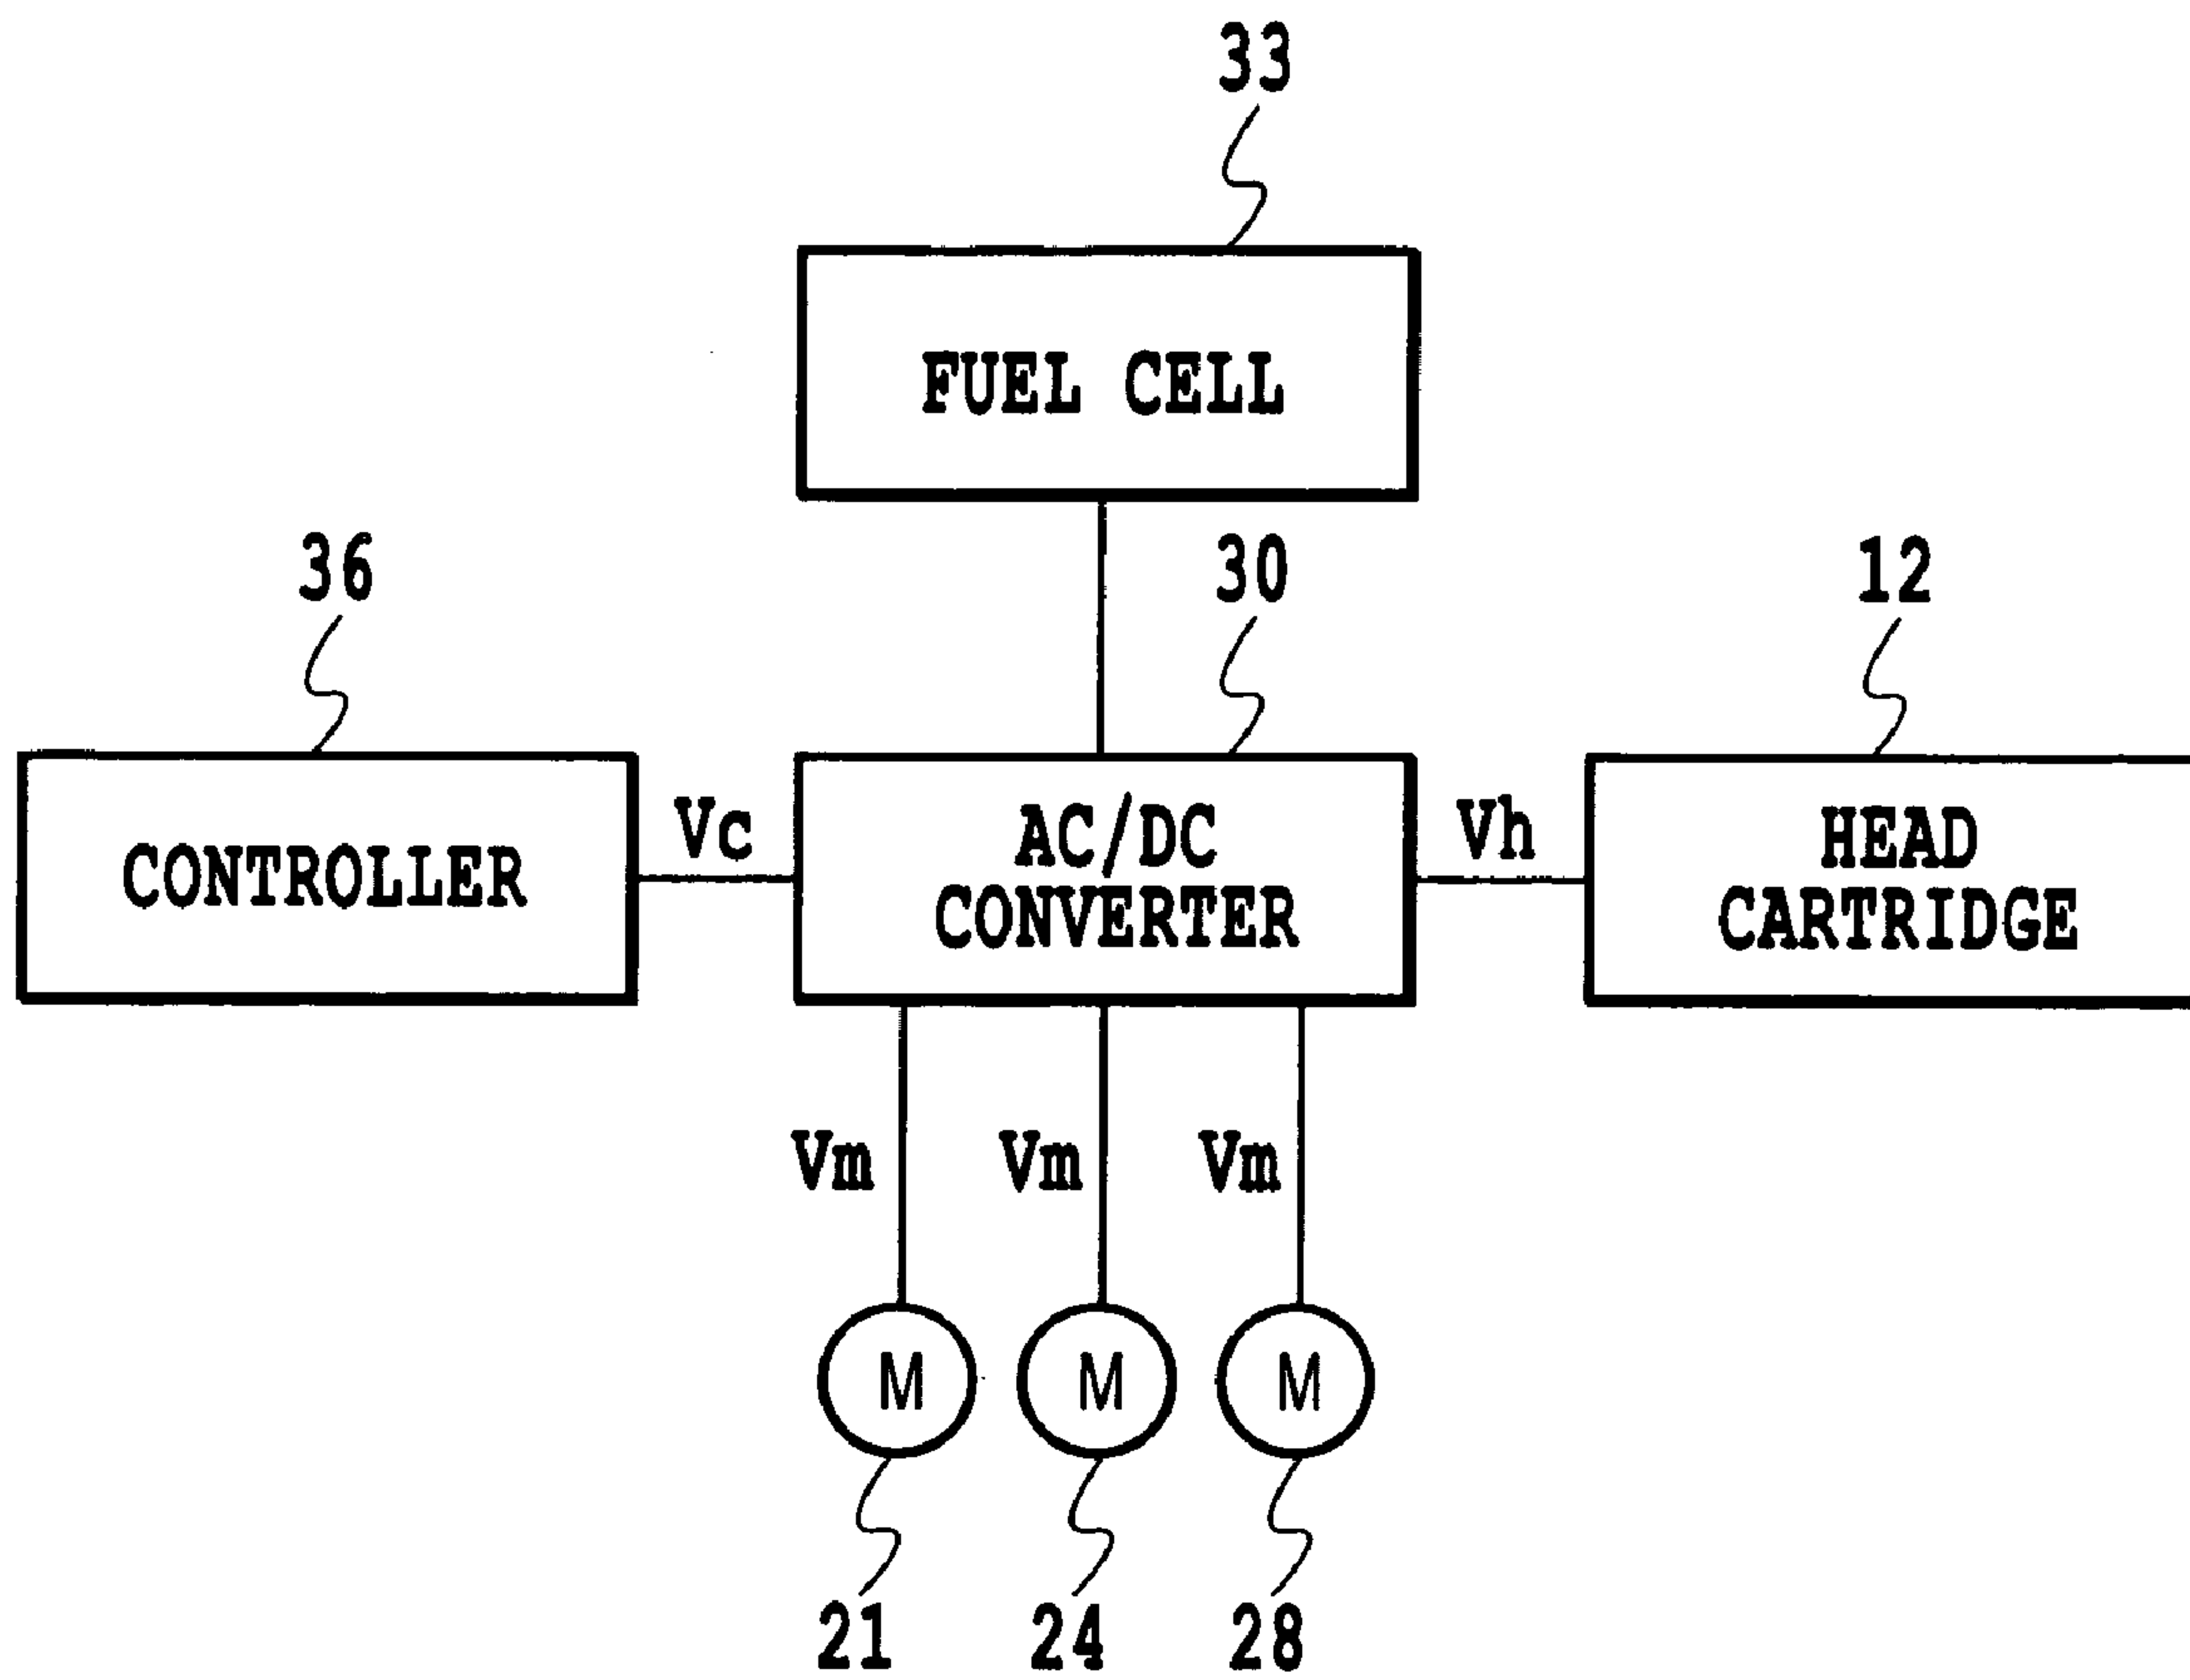 33
FUEL CELL
36
30
12
CONTROLLER
Vc
AC/DC
CONVERTER
Vh
HEAD
CARTRIDGE
Vm
Vm
Vm
M
M
M
21
24
28